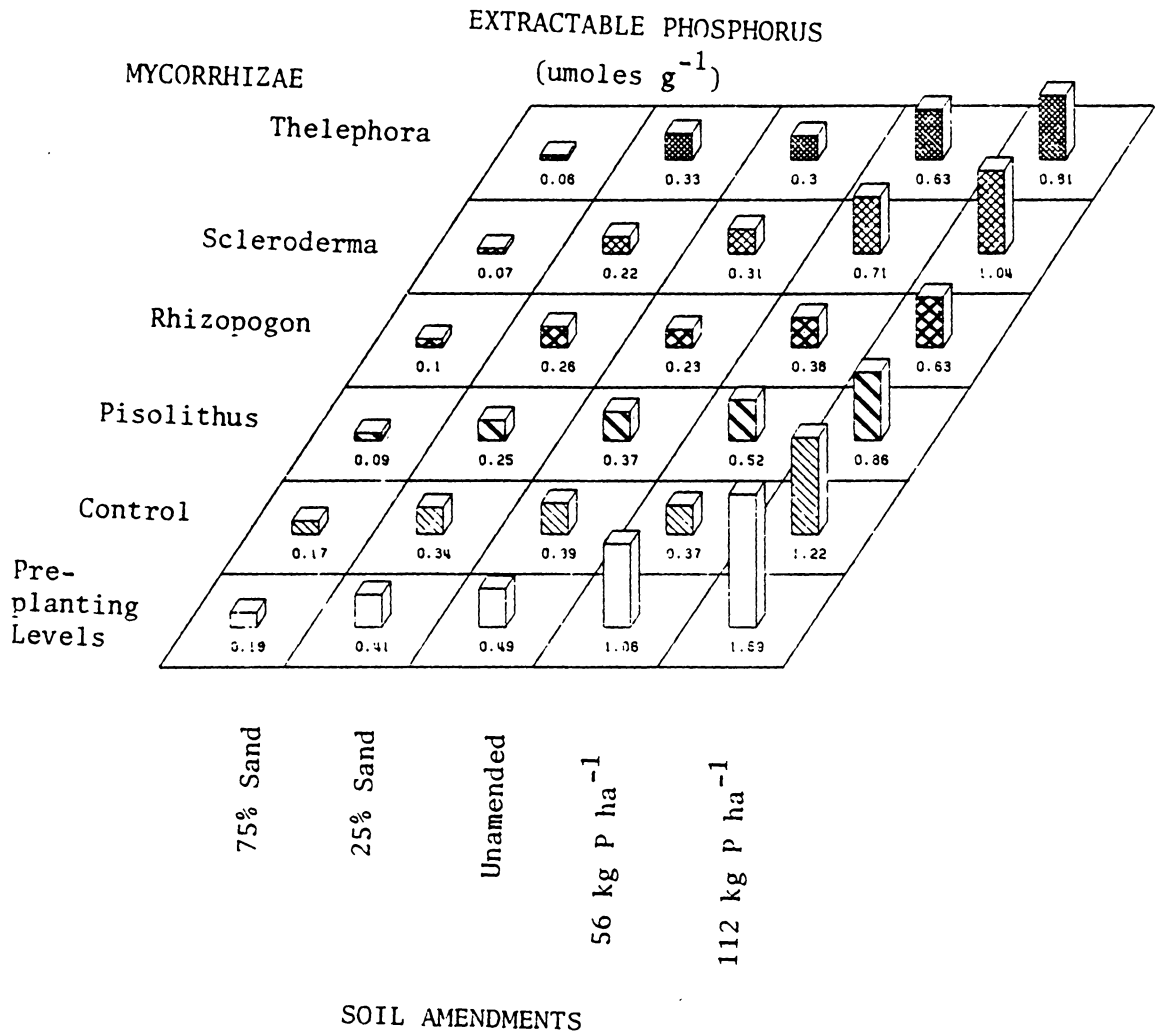 EXTRACTABLE PHOSPHORUS
(umoles g⁻¹)
MYCORRHIZAE
Thelephora
0.06 0.33 0.3 0.63 0.81
Scleroderma
0.07 0.22 0.31 0.71 1.04
Rhizopogon
0.1 0.26 0.23 0.38 0.63
Pisolithus
0.09 0.25 0.37 0.52 0.86
Control
0.17 0.34 0.39 0.37 1.22
Pre-
planting
Levels
0.19 0.41 0.49 1.06 1.69
75% Sand
25% Sand
Unamended
56 kg P ha⁻¹
112 kg P ha⁻¹
SOIL AMENDMENTS